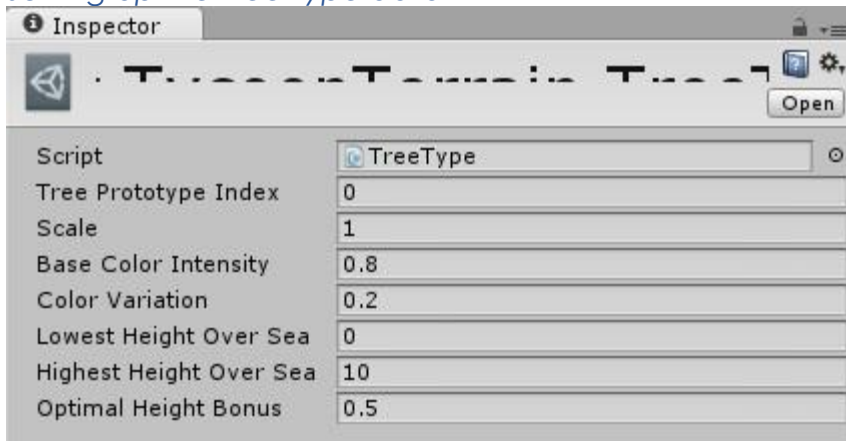 Inspector
Open
Script TreeType
Tree Prototype Index 0
Scale 1
Base Color Intensity 0.8
Color Variation 0.2
Lowest Height Over Sea 0
Highest Height Over Sea 10
Optimal Height Bonus 0.5